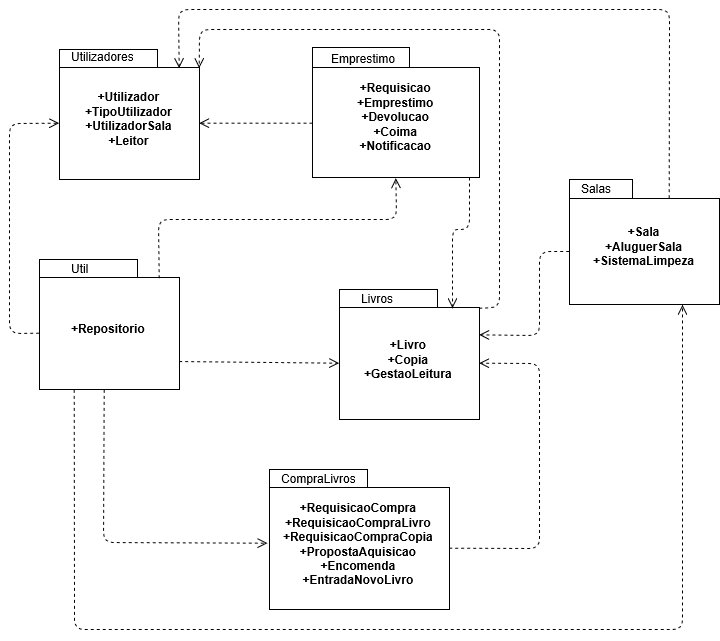 Utilizadores
+Utilizador
+TipoUtilizador
+UtilizadorSala
+Leitor
Emprestimo
+Requisicao
+Emprestimo
+Devolucao
+Coima
+Notificacao
Salas
+Sala
+AluguerSala
+SistemaLimpeza
Util
+Repositorio
Livros
+Livro
+Copia
+GestaoLeitura
CompraLivros
+RequisicaoCompra
+RequisicaoCompraLivro
+RequisicaoCompraCopia
+PropostaAquisicao
+Encomenda
+EntradaNovoLivro